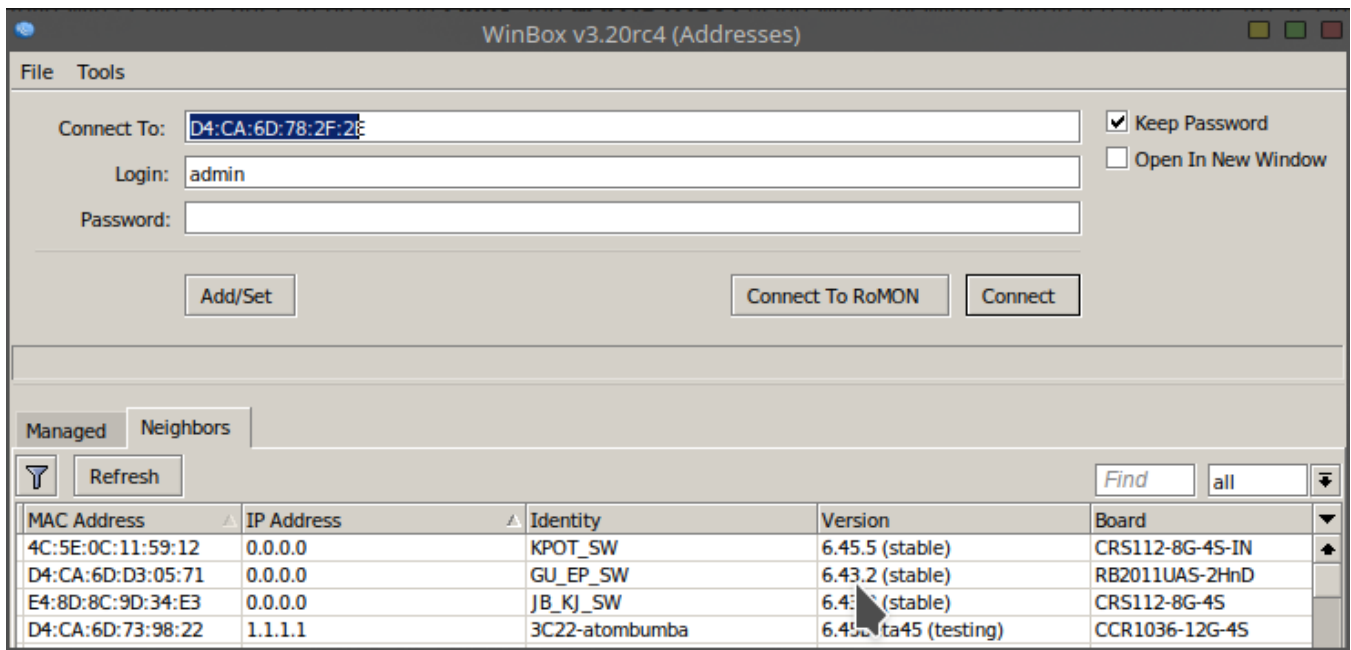 WinBox v3.20rc4 (Addresses)
File Tools
Connect To: D4:CA:6D:78:2F:2E
Keep Password
Open In New Window
Login: admin
Password:
Add/Set Connect To RoMON Connect
Managed Neighbors
Refresh Find all
MAC Address IP Address Identity Version Board
4C:5E:0C:11:59:12 0.0.0.0 KPOT_SW 6.45.5 (stable) CRS112-8G-4S-IN
D4:CA:6D:D3:05:71 0.0.0.0 GU_EP_SW 6.43.2 (stable) RB2011UAS-2HnD
E4:8D:8C:9D:34:E3 0.0.0.0 JB_KJ_SW (stable) CRS112-8G-4S
D4:CA:6D:73:98:22 1.1.1.1 3C22-atombumba (testing) CCR1036-12G-4S